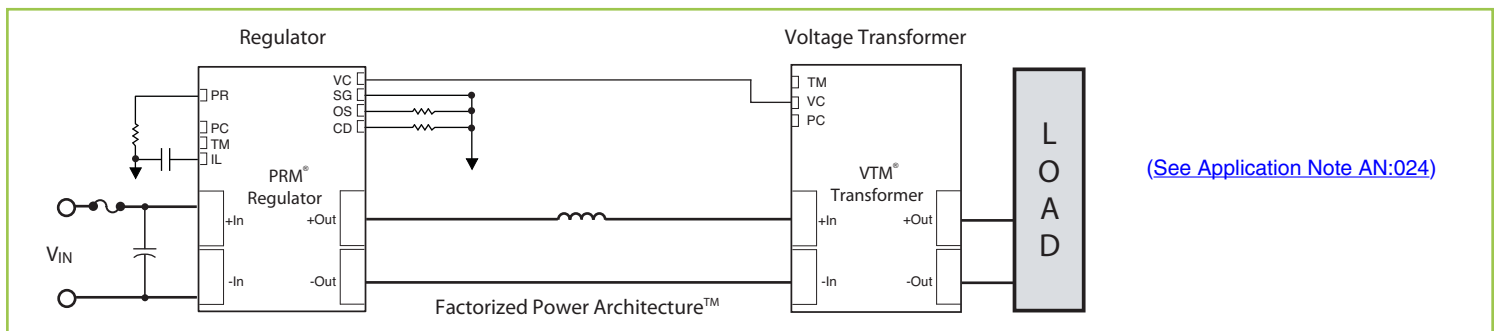 Regulator
Voltage Transformer
VC
SG
OS
CD
PR
PC
TM
IL
PRM®
Regulator
+In
-In
+Out
-Out
VIN
Factorized Power Architecture™
TM
VC
PC
VTM®
Transformer
+In
-In
+Out
-Out
L
O
A
D
(See Application Note AN:024)